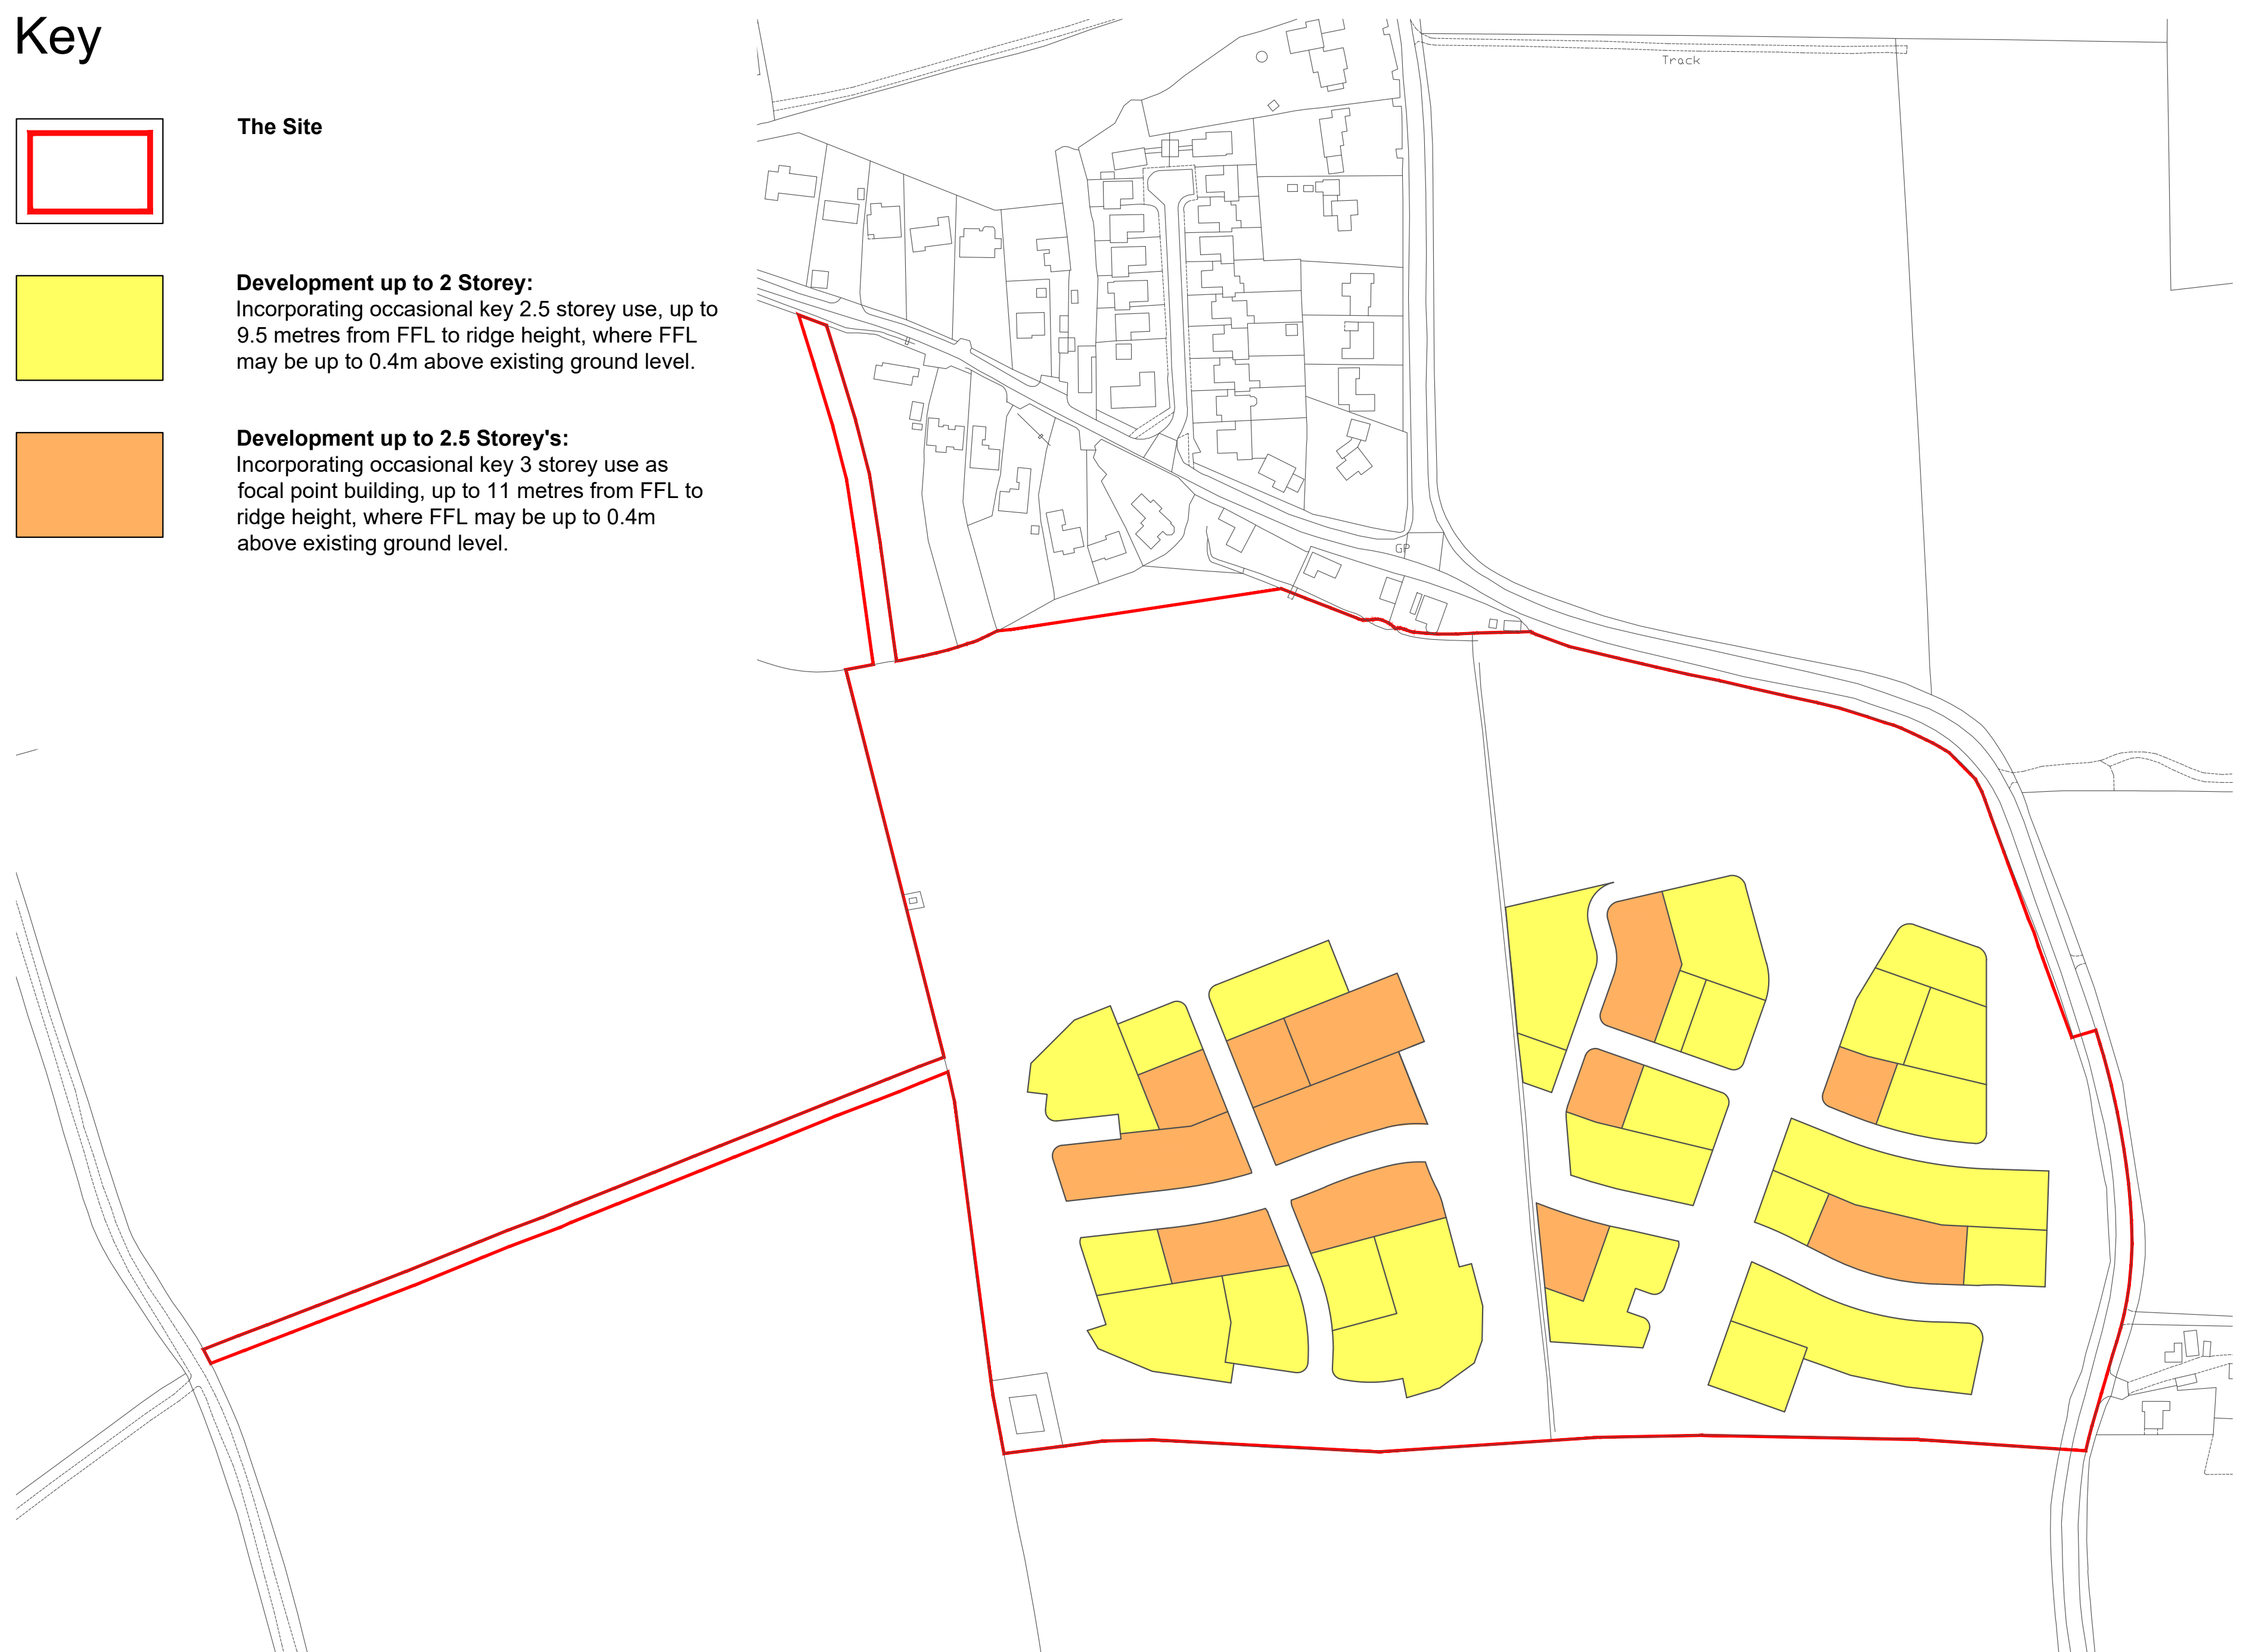 Key
The Site
Development up to 2 Storey:
Incorporating occasional key 2.5 storey use, up to
9.5 metres from FFL to ridge height, where FFL
may be up to 0.4m above existing ground level.
Development up to 2.5 Storey's:
Incorporating occasional key 3 storey use as
focal point building, up to 11 metres from FFL to
ridge height, where FFL may be up to 0.4m
above existing ground level.
Track
GP